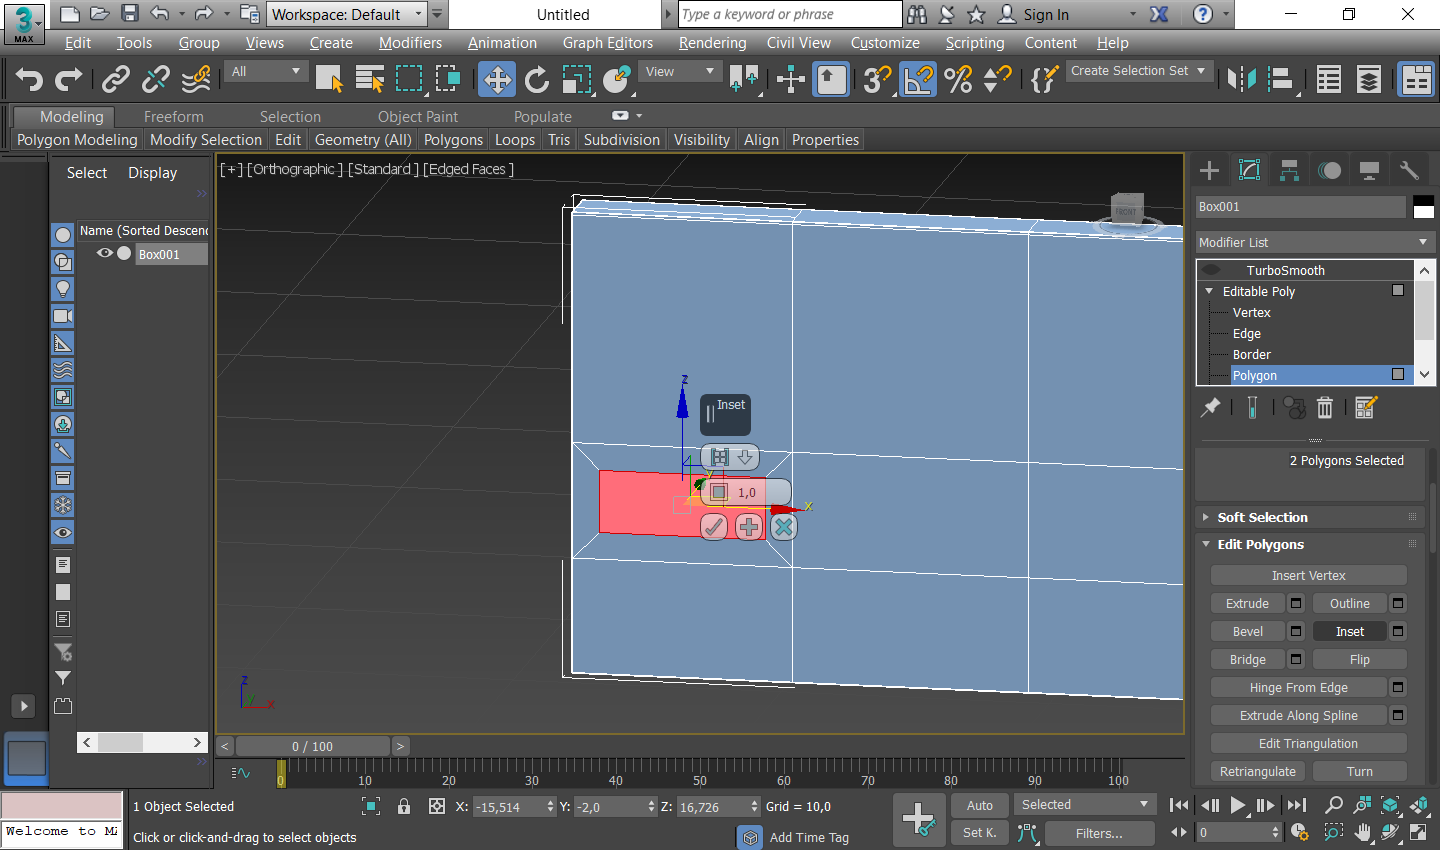 3 Workspace: Default Untitled Type a keyword or phrase Sign In
MAX
Edit Tools Group Views Create Modifiers Animation Graph Editors Rendering Civil View Customize Scripting Content Help
All View 3 Create Selection Set
Modeling Freeform Selection Object Paint Populate
Polygon Modeling Modify Selection Edit Geometry (All) Polygons Loops Tris Subdivision Visibility Align Properties
Select Display
[+] [Orthographic ] [Standard ] [Edged Faces ]
Name (Sorted Descend
Box001
FRONT
z
Inset
y
1,0
x
z
y
x
Box001
Modifier List
TurboSmooth
Editable Poly
Vertex
Edge
Border
Polygon
2 Polygons Selected
Soft Selection
Edit Polygons
Insert Vertex
Extrude Outline
Bevel Inset
Bridge Flip
Hinge From Edge
Extrude Along Spline
Edit Triangulation
Retriangulate Turn
< 0 / 100 >
0 10 20 30 40 50 60 70 80 90 100
1 Object Selected X: -15,514 Y: -2,0 Z: 16,726 Grid = 10,0 Auto Selected
Welcome to MA
Click or click-and-drag to select objects Add Time Tag Set K. Filters... 0